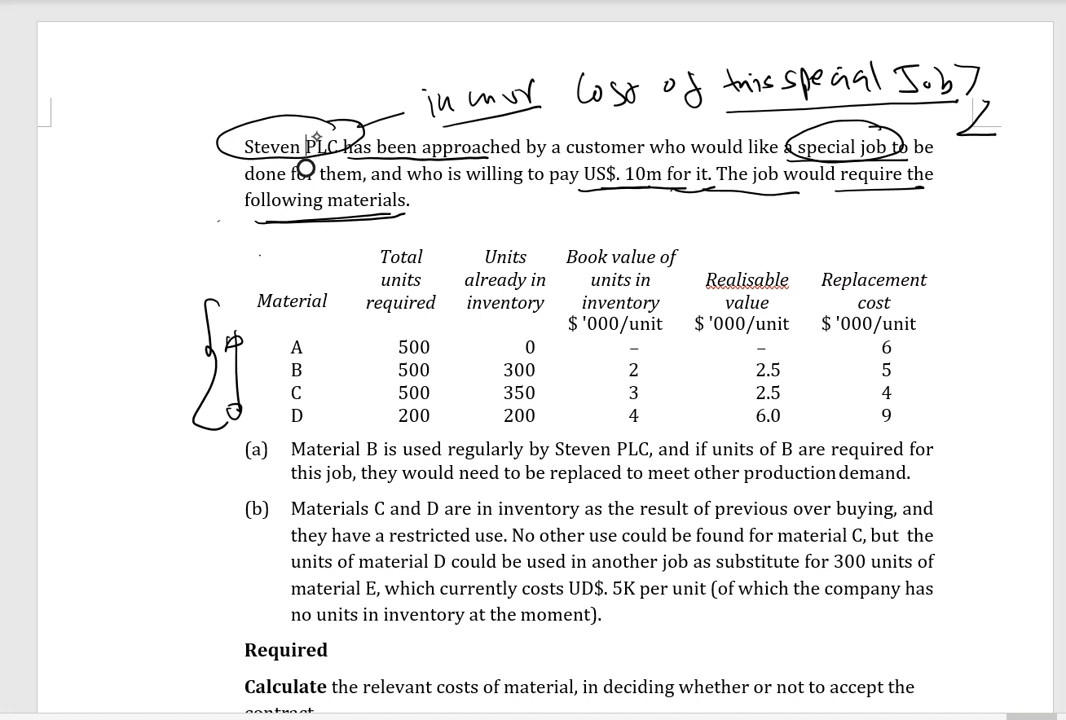 Cost of this special Job?
Steven PLC has been approached by a customer who would like a special job to be
done for them, and who is willing to pay US$. 10m for it. The job would require the
following materials.
Total Units Book value of
units already in units in Realisable Replacement
Material required inventory inventory value cost
$ '000/unit $ '000/unit $ '000/unit
A 500 0 – – 6
B 500 300 2 2.5 5
C 500 350 3 2.5 4
D 200 200 4 6.0 9
(a) Material B is used regularly by Steven PLC, and if units of B are required for
this job, they would need to be replaced to meet other production demand.
(b) Materials C and D are in inventory as the result of previous over buying, and
they have a restricted use. No other use could be found for material C, but the
units of material D could be used in another job as substitute for 300 units of
material E, which currently costs UD$. 5K per unit (of which the company has
no units in inventory at the moment).
Required
Calculate the relevant costs of material, in deciding whether or not to accept the
contract